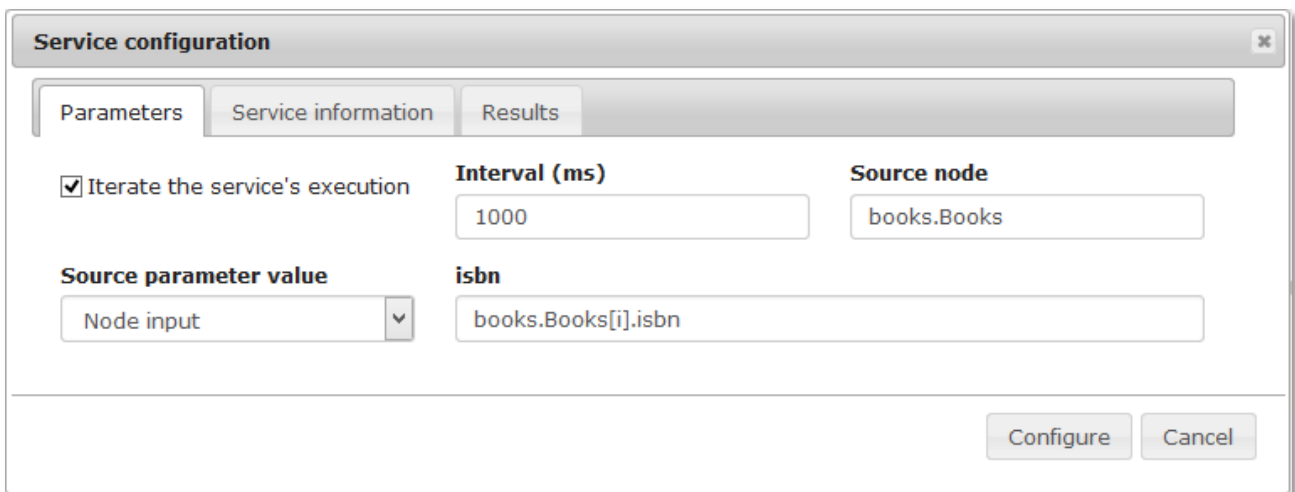 Service configuration
Parameters Service information Results
Iterate the service's execution
Interval (ms)
1000
Source node
books.Books
Source parameter value
Node input
isbn
books.Books[i].isbn
Configure Cancel